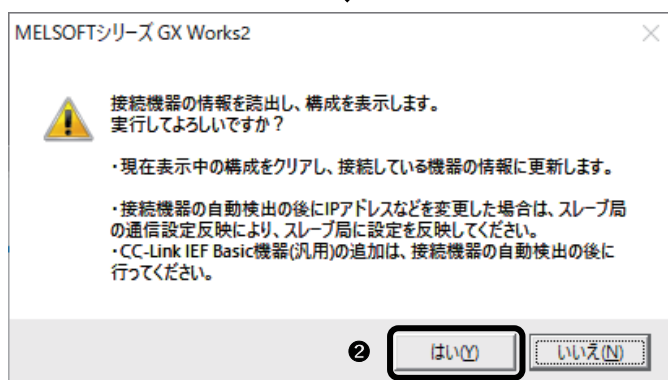 MELSOFTシリーズ GX Works2
接続機器の情報を読出し、構成を表示します。
実行してよろしいですか？
・現在表示中の構成をクリアし、接続している機器の情報に更新します。
・接続機器の自動検出の後にIPアドレスなどを変更した場合は、スレーブ局
の通信設定反映により、スレーブ局に設定を反映してください。
・CC-Link IEF Basic機器(汎用)の追加は、接続機器の自動検出の後に
行ってください。
❷ はい(Y) いいえ(N)